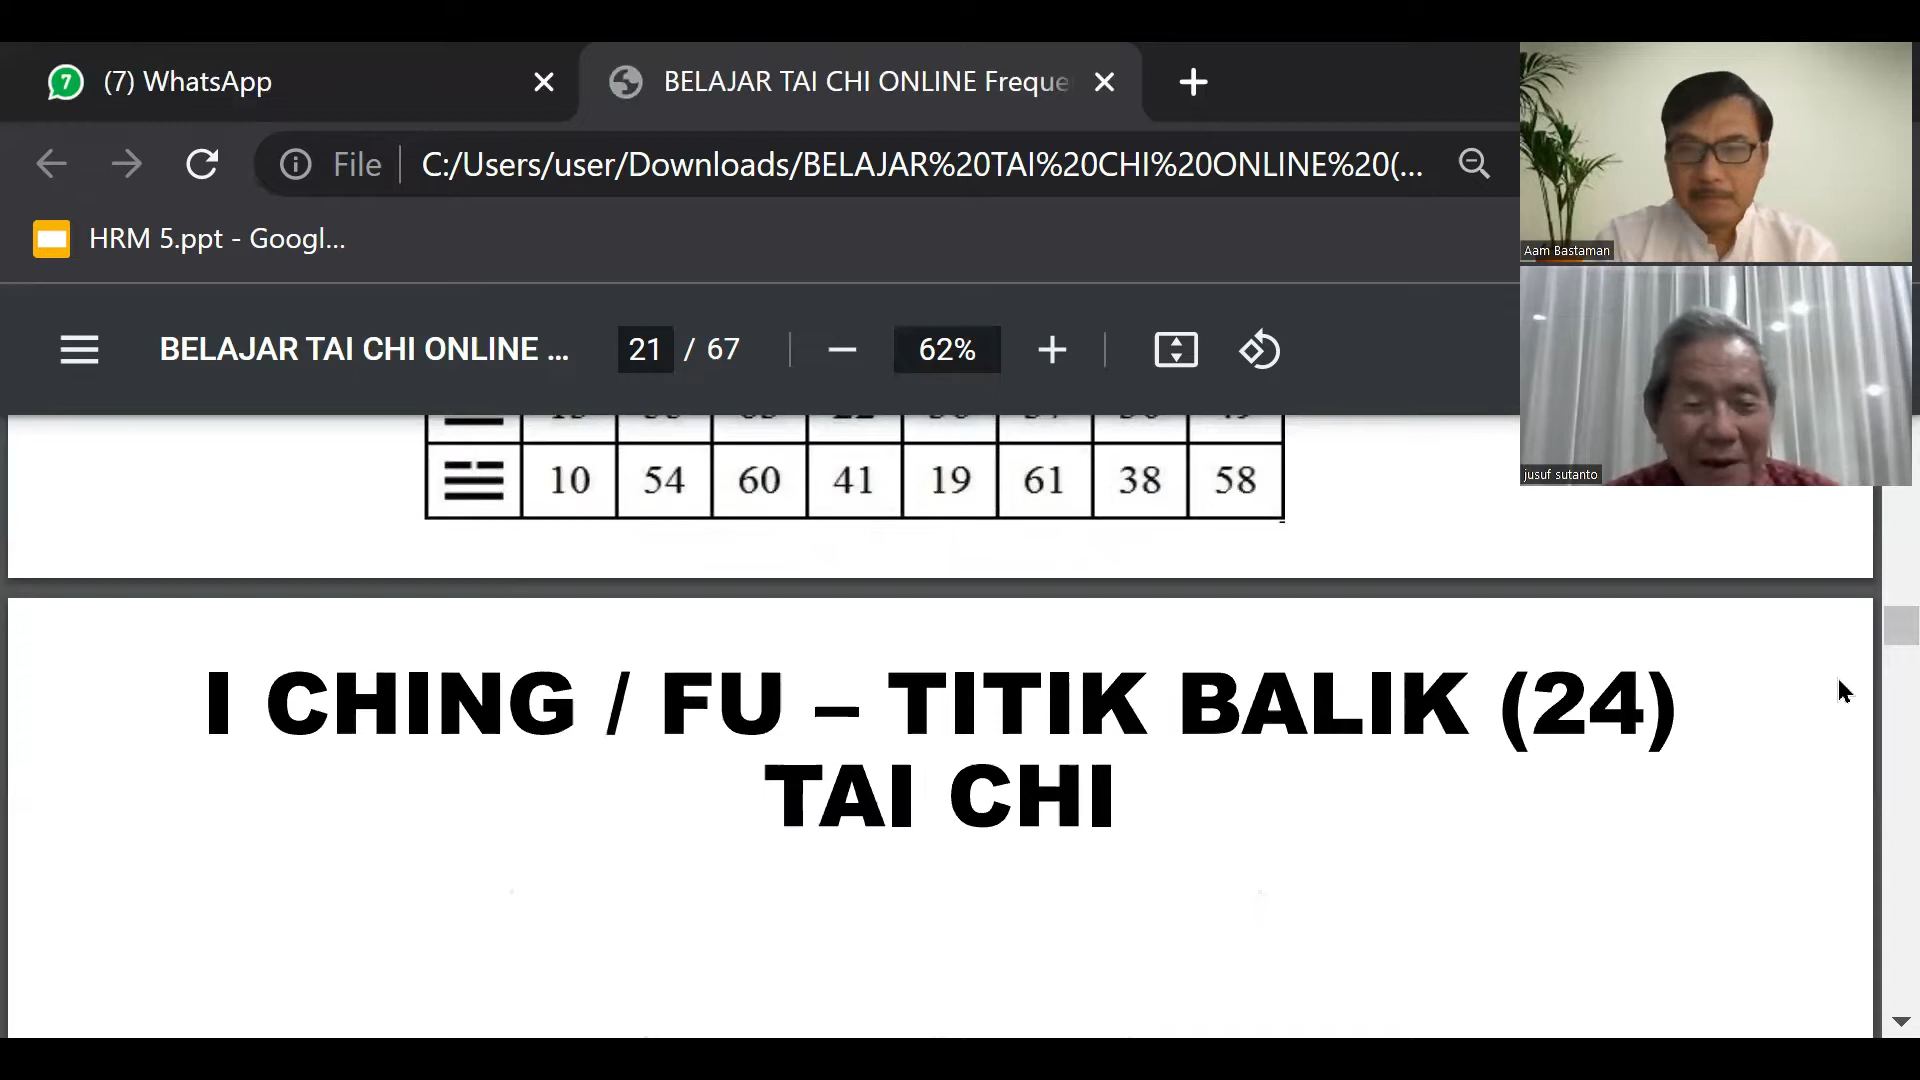 7
(7) WhatsApp
BELAJAR TAI CHI ONLINE Freque
File
C:/Users/user/Downloads/BELAJAR%20TAI%20CHI%20ONLINE%20(...
HRM 5.ppt - Googl...
BELAJAR TAI CHI ONLINE ...
21 / 67
62%
Aam Bastaman
jusuf sutanto
10 54 60 41 19 61 38 58
I CHING / FU – TITIK BALIK (24)
TAI CHI